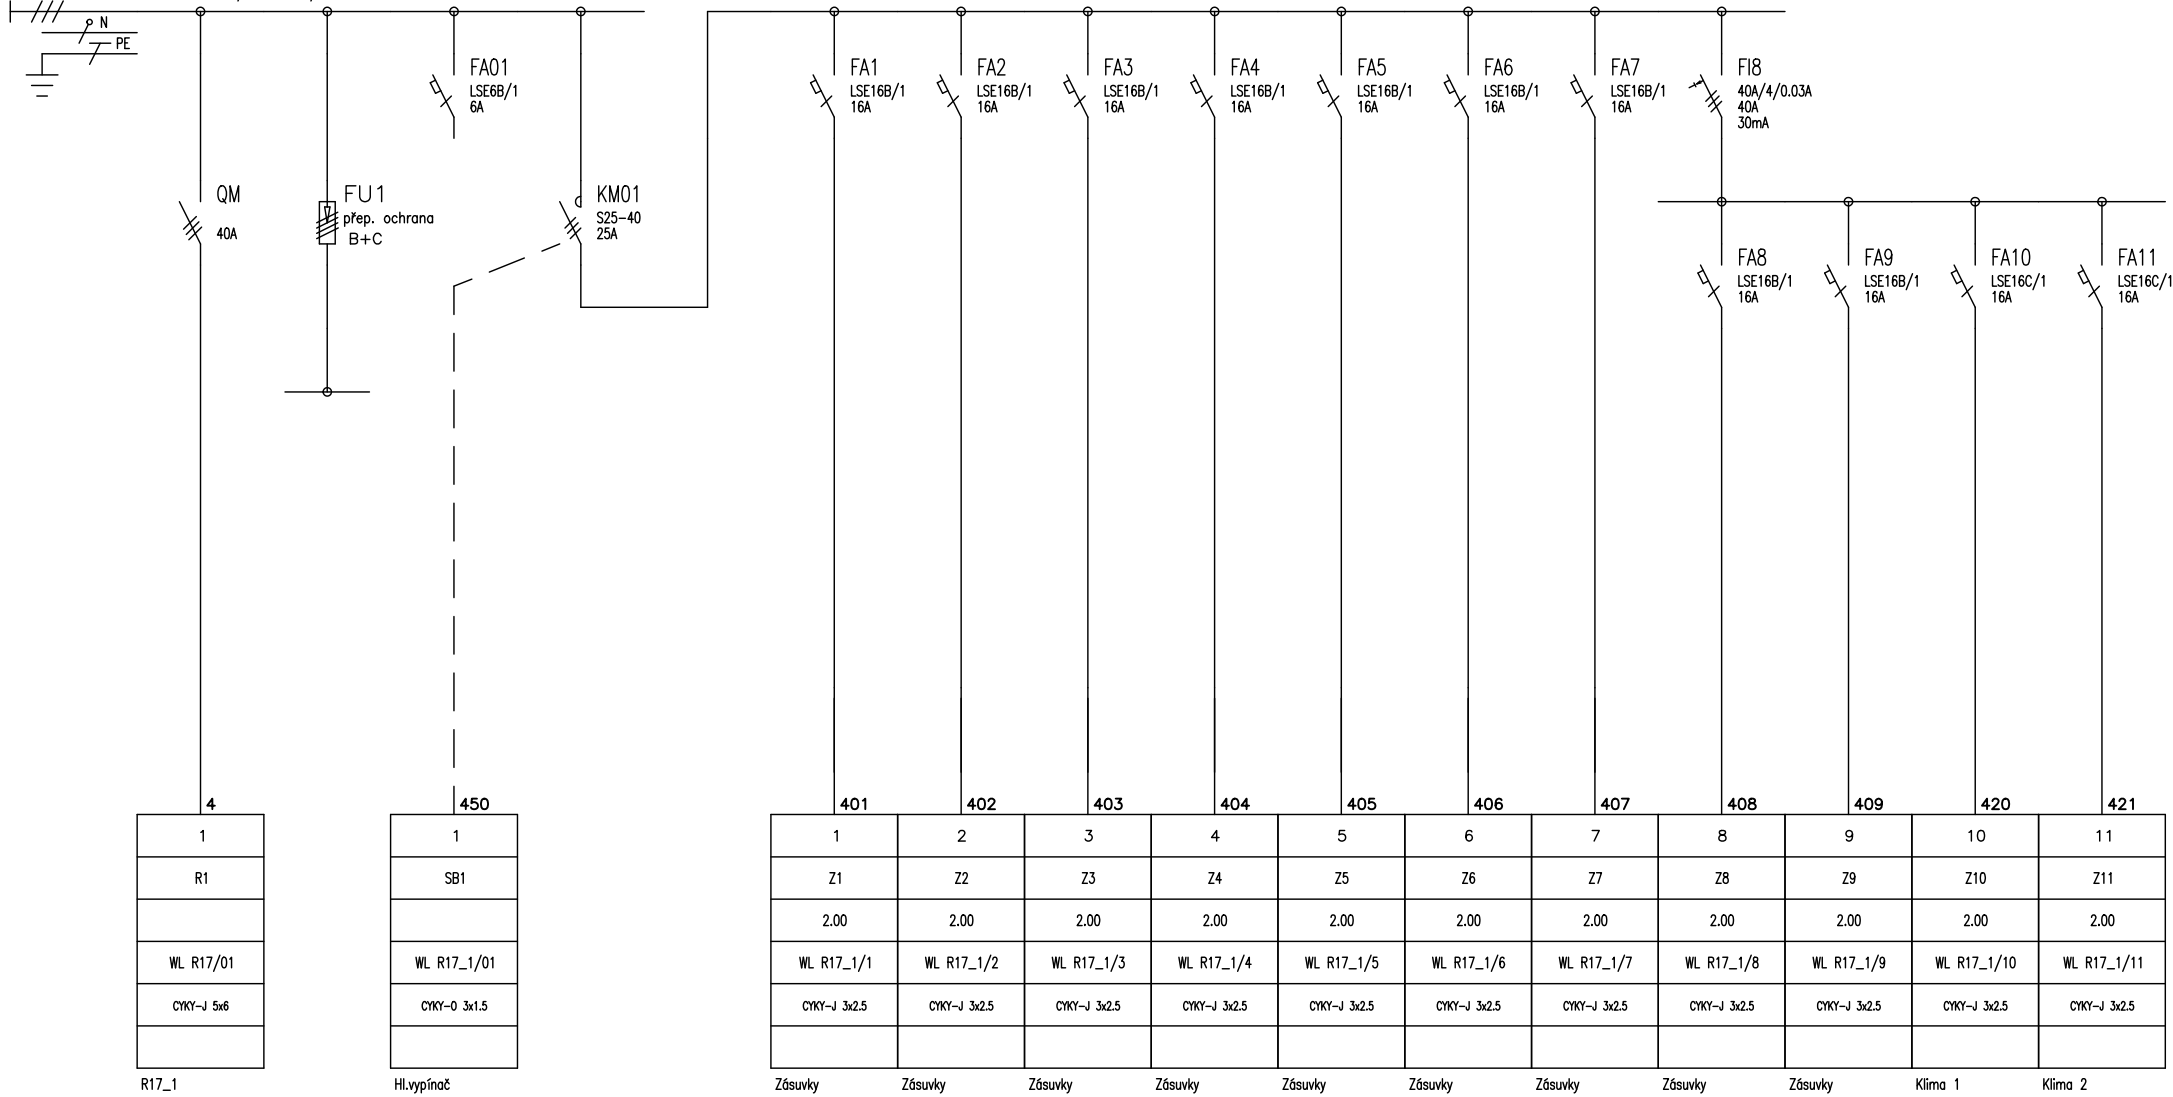 N
PE
FA01
LSE6B/1
6A
FA1
LSE16B/1
16A
FA2
LSE16B/1
16A
FA3
LSE16B/1
16A
FA4
LSE16B/1
16A
FA5
LSE16B/1
16A
FA6
LSE16B/1
16A
FA7
LSE16B/1
16A
FI8
40A/4/0.03A
40A
30mA
QM
40A
FU1
přep. ochrana
B+C
KM01
S25-40
25A
FA8
LSE16B/1
16A
FA9
LSE16B/1
16A
FA10
LSE16C/1
16A
FA11
LSE16C/1
16A
4 450 401 402 403 404 405 406 407 408 409 420 421
1 1 1 2 3 4 5 6 7 8 9 10 11
R1 SB1 Z1 Z2 Z3 Z4 Z5 Z6 Z7 Z8 Z9 Z10 Z11
2.00 2.00 2.00 2.00 2.00 2.00 2.00 2.00 2.00 2.00 2.00
WL R17/01 WL R17_1/01 WL R17_1/1 WL R17_1/2 WL R17_1/3 WL R17_1/4 WL R17_1/5 WL R17_1/6 WL R17_1/7 WL R17_1/8 WL R17_1/9 WL R17_1/10 WL R17_1/11
CYKY-J 5x6 CYKY-O 3x1.5 CYKY-J 3x2.5 CYKY-J 3x2.5 CYKY-J 3x2.5 CYKY-J 3x2.5 CYKY-J 3x2.5 CYKY-J 3x2.5 CYKY-J 3x2.5 CYKY-J 3x2.5 CYKY-J 3x2.5 CYKY-J 3x2.5 CYKY-J 3x2.5
R17_1 Hl.vypínač Zásuvky Zásuvky Zásuvky Zásuvky Zásuvky Zásuvky Zásuvky Zásuvky Zásuvky Klima 1 Klima 2